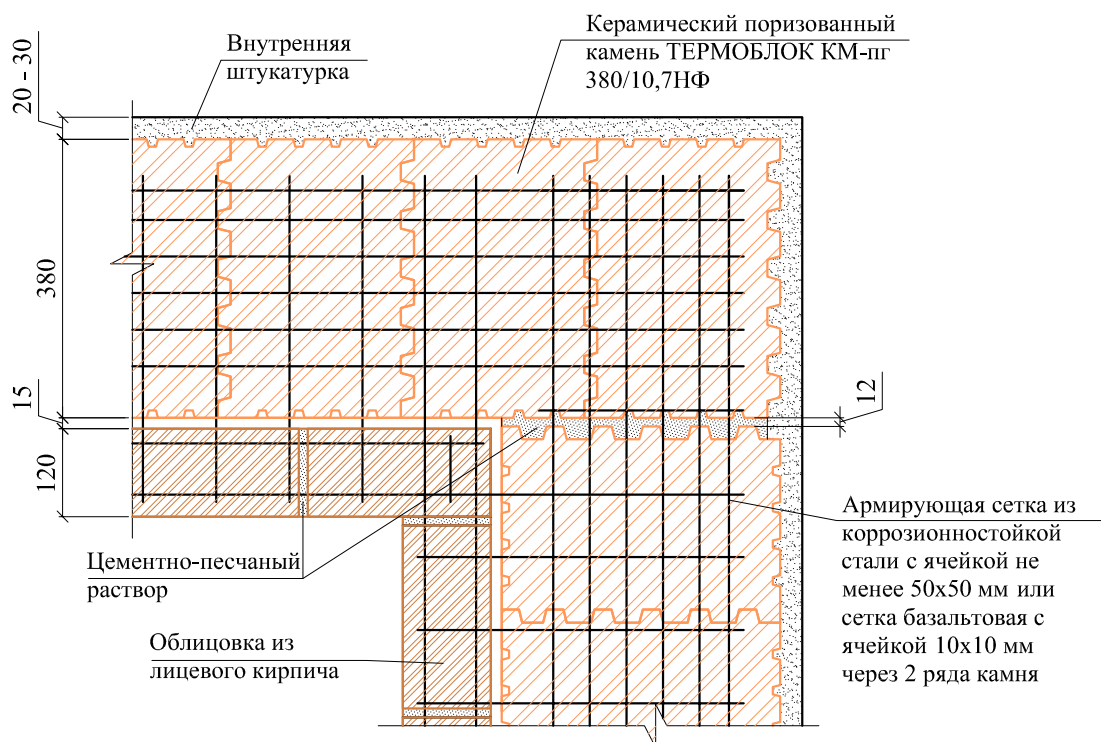 Керамический поризованный
камень ТЕРМОБЛОК КМ-пг
380/10,7НФ
Внутренняя
штукатурка
20 - 30
380
15
120
12
Цементно-песчаный
раствор
Облицовка из
лицевого кирпича
Армирующая сетка из
коррозионностойкой
стали с ячейкой не
менее 50х50 мм или
сетка базальтовая с
ячейкой 10х10 мм
через 2 ряда камня